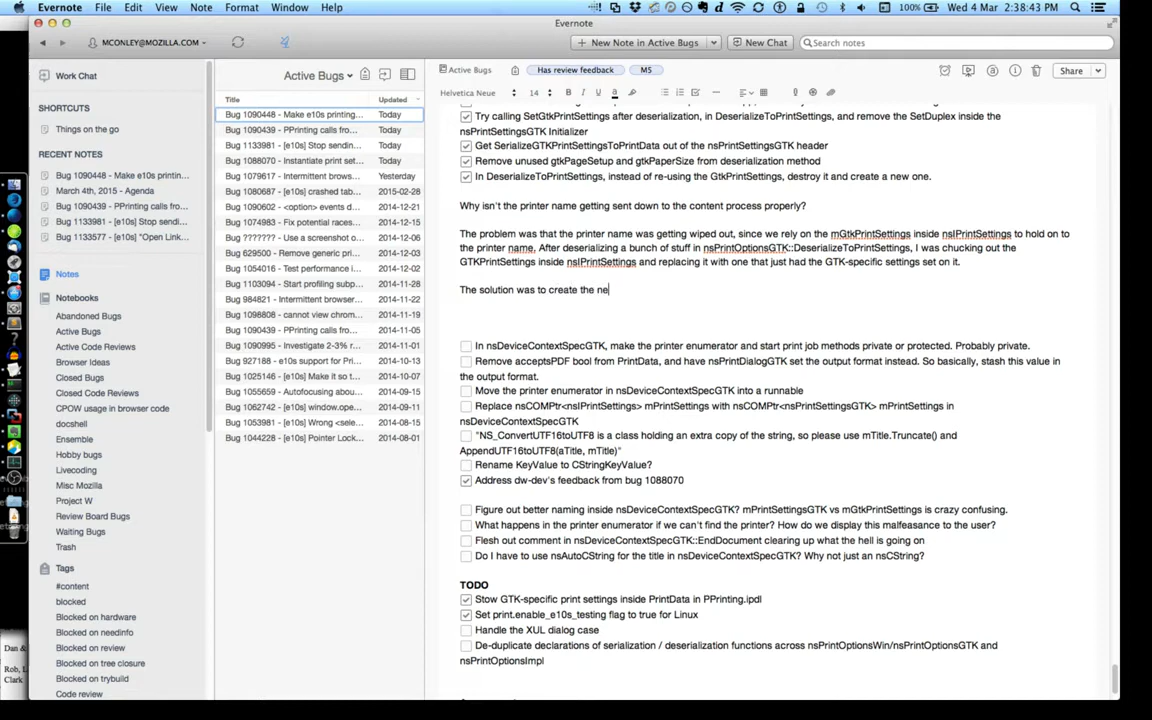 Evernote File Edit View Note Format Window Help 100% Wed 4 Mar 2:38:43 PM
Evernote
MCONLEY@MOZILLA.COM New Note in Active Bugs New Chat Search notes
Work Chat
SHORTCUTS
Things on the go
RECENT NOTES
Bug 1090448 - Make e10s printin...
March 4th, 2015 - Agenda
Bug 1090439 - PPrinting calls fro...
Bug 1133981 - [e10s] Stop sendin...
Bug 1133577 - [e10s] "Open Link...
Notes
Notebooks
Abandoned Bugs
Active Bugs
Active Code Reviews
Browser Ideas
Closed Bugs
Closed Code Reviews
CPOW usage in browser code
docshell
Ensemble
Hobby bugs
Livecoding
Misc Mozilla
Project W
Review Board Bugs
Waiting Bugs
Trash
Tags
#content
blocked
Blocked on hardware
Blocked on needinfo
Blocked on review
Blocked on tree closure
Blocked on trybuild
Code review
Active Bugs
Title Updated
Bug 1090448 - Make e10s printing... Today
Bug 1090439 - PPrinting calls fro... Today
Bug 1133981 - [e10s] Stop sendin... Today
Bug 1088070 - Instantiate print set... Today
Bug 1079617 - Intermittent brows... Yesterday
Bug 1080687 - [e10s] crashed tab... 2015-02-28
Bug 1090602 - <option> events d... 2014-12-21
Bug 1074983 - Fix potential races... 2014-12-15
Bug ??????? - Use a screenshot o... 2014-12-06
Bug 629500 - Remove generic pri... 2014-12-03
Bug 1054016 - Test performance i... 2014-12-02
Bug 1103094 - Start profiling subp... 2014-11-28
Bug 984821 - Intermittent browser... 2014-11-22
Bug 1098808 - cannot view chrom... 2014-11-19
Bug 1090439 - PPrinting calls fro... 2014-11-05
Bug 1090995 - Investigate 2-3% r... 2014-11-04
Bug 927188 - e10s support for Pri... 2014-10-13
Bug 1025146 - [e10s] Make it so t... 2014-10-07
Bug 1055659 - Autofocusing abou... 2014-09-15
Bug 1062742 - [e10s] window.ope... 2014-09-11
Bug 1053981 - [e10s] Wrong <sele... 2014-08-15
Bug 1044228 - [e10s] Pointer Lock... 2014-08-01
Active Bugs Has review feedback M5 Share
Helvetica Neue 14 B I U a
Try calling SetGtkPrintSettings after deserialization, in DeserializeToPrintSettings, and remove the SetDuplex inside the
nsPrintSettingsGTK Initializer
Get SerializeGTKPrintSettingsToPrintData out of the nsPrintSettingsGTK header
Remove unused gtkPageSetup and gtkPaperSize from deserialization method
In DeserializeToPrintSettings, instead of re-using the GtkPrintSettings, destroy it and create a new one.
Why isn't the printer name getting sent down to the content process properly?
The problem was that the printer name was getting wiped out, since we rely on the mGtkPrintSettings inside nsIPrintSettings to hold on to
the printer name. After deserializing a bunch of stuff in nsPrintOptionsGTK::DeserializeToPrintSettings, I was chucking out the
GTKPrintSettings inside nsIPrintSettings and replacing it with one that just had the GTK-specific settings set on it.
The solution was to create the ne
In nsDeviceContextSpecGTK, make the printer enumerator and start print job methods private or protected. Probably private.
Remove acceptsPDF bool from PrintData, and have nsPrintDialogGTK set the output format instead. So basically, stash this value in
the output format.
Move the printer enumerator in nsDeviceContextSpecGTK into a runnable
Replace nsCOMPtr<nsIPrintSettings> mPrintSettings with nsCOMPtr<nsPrintSettingsGTK> mPrintSettings in
nsDeviceContextSpecGTK
"NS_ConvertUTF16toUTF8 is a class holding an extra copy of the string, so please use mTitle.Truncate() and
AppendUTF16toUTF8(aTitle, mTitle)"
Rename KeyValue to CStringKeyValue?
Address dw-dev's feedback from bug 1088070
Figure out better naming inside nsDeviceContextSpecGTK? mPrintSettingsGTK vs mGtkPrintSettings is crazy confusing.
What happens in the printer enumerator if we can't find the printer? How do we display this malfeasance to the user?
Flesh out comment in nsDeviceContextSpecGTK::EndDocument clearing up what the hell is going on
Do I have to use nsAutoCString for the title in nsDeviceContextSpecGTK? Why not just an nsCString?
TODO
Stow GTK-specific print settings inside PrintData in PPrinting.ipdl
Set print.enable_e10s_testing flag to true for Linux
Handle the XUL dialog case
De-duplicate declarations of serialization / deserialization functions across nsPrintOptionsWin/nsPrintOptionsGTK and
nsPrintOptionsImpl
Dan &
Rob, L
Clark